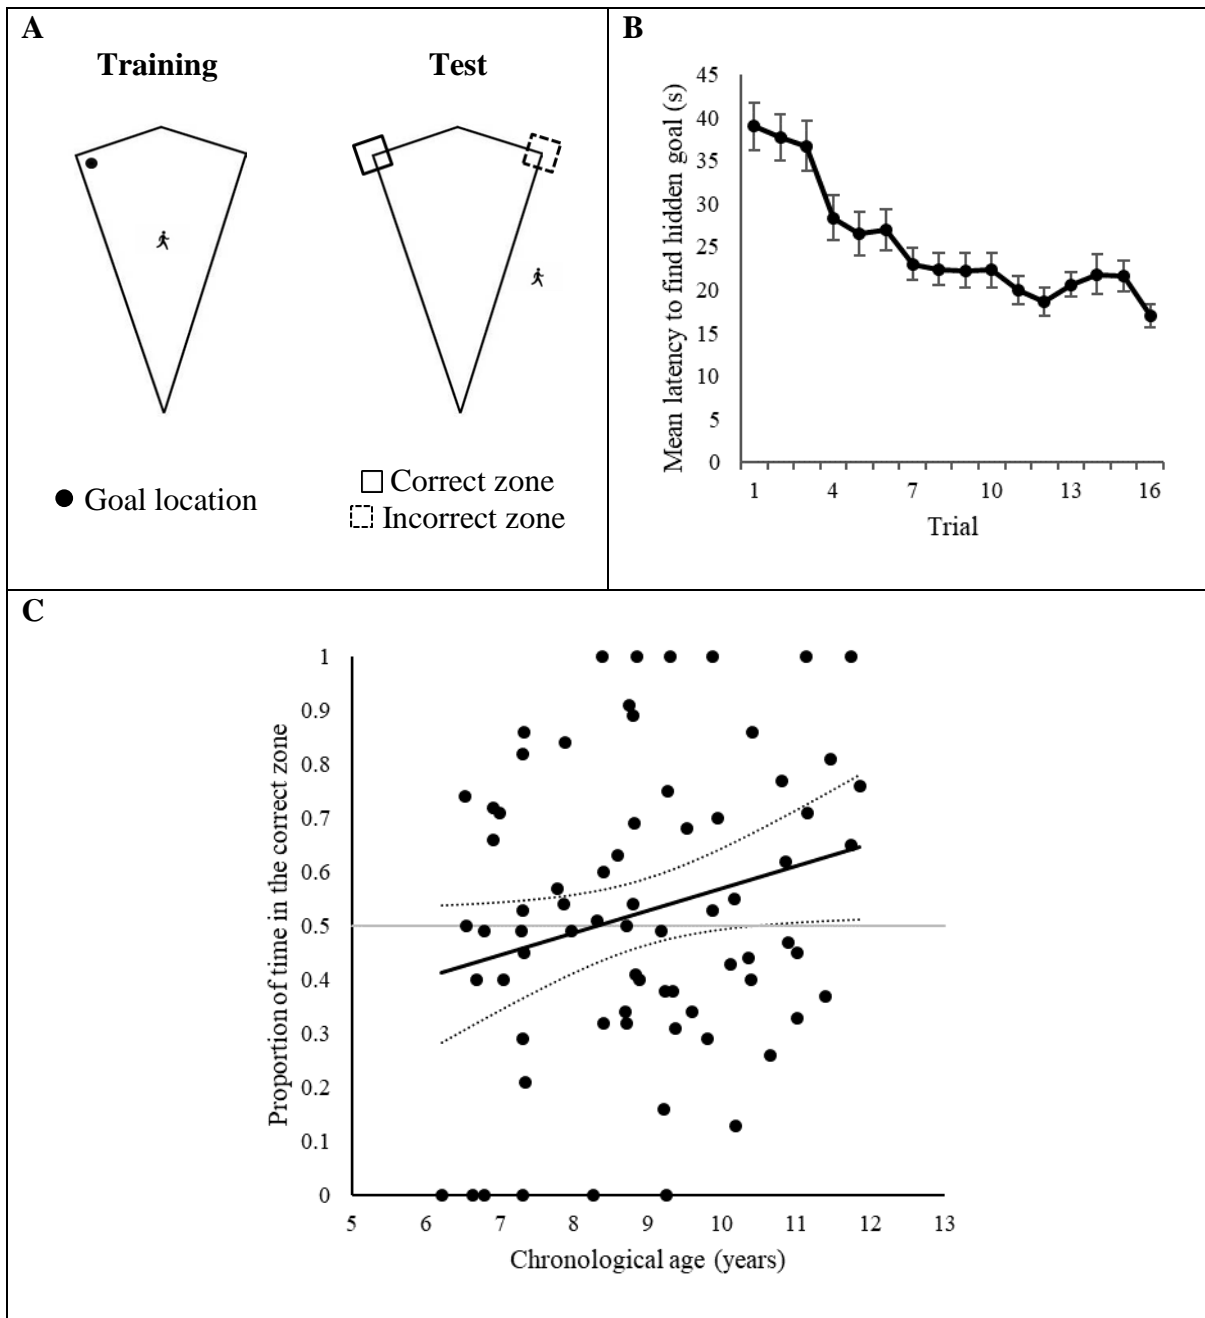 A
Training
Test
Goal location
Correct zone
Incorrect zone
B
Mean latency to find hidden goal (s)
45
40
35
30
25
20
15
10
5
0
1 4 7 10 13 16
Trial
C
Proportion of time in the correct zone
1
0.9
0.8
0.7
0.6
0.5
0.4
0.3
0.2
0.1
0
5 6 7 8 9 10 11 12 13
Chronological age (years)